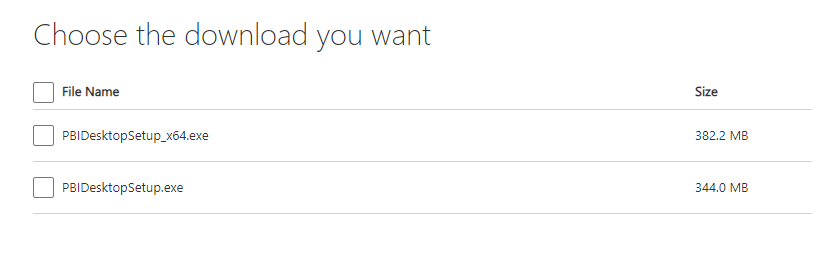 Choose the download you want
File Name Size
PBIDesktopSetup_x64.exe 382.2 MB
PBIDesktopSetup.exe 344.0 MB